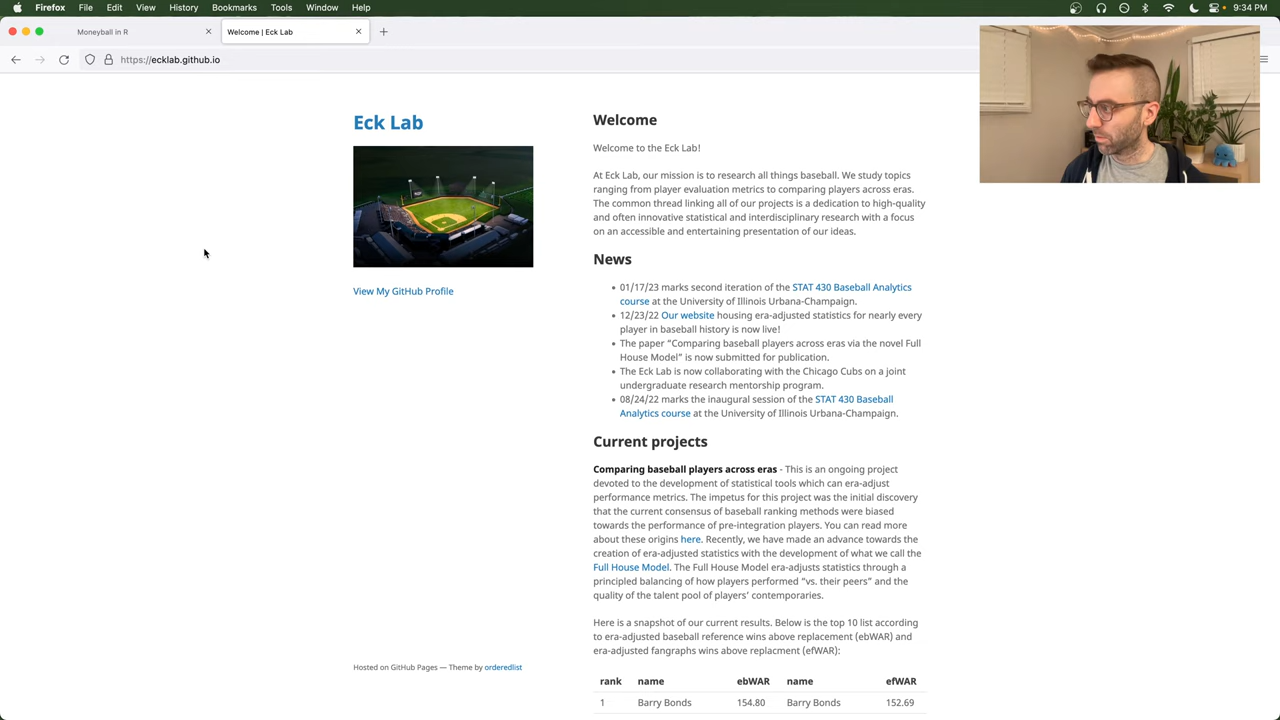 Firefox File Edit View History Bookmarks Tools Window Help 9:34 PM
Moneyball in R
Welcome | Eck Lab
https://ecklab.github.io
Eck Lab
View My GitHub Profile
Hosted on GitHub Pages — Theme by orderedlist
Welcome
Welcome to the Eck Lab!
At Eck Lab, our mission is to research all things baseball. We study topics
ranging from player evaluation metrics to comparing players across eras.
The common thread linking all of our projects is a dedication to high-quality
and often innovative statistical and interdisciplinary research with a focus
on an accessible and entertaining presentation of our ideas.
News
• 01/17/23 marks second iteration of the STAT 430 Baseball Analytics
course at the University of Illinois Urbana-Champaign.
• 12/23/22 Our website housing era-adjusted statistics for nearly every
player in baseball history is now live!
• The paper “Comparing baseball players across eras via the novel Full
House Model” is now submitted for publication.
• The Eck Lab is now collaborating with the Chicago Cubs on a joint
undergraduate research mentorship program.
• 08/24/22 marks the inaugural session of the STAT 430 Baseball
Analytics course at the University of Illinois Urbana-Champaign.
Current projects
Comparing baseball players across eras - This is an ongoing project
devoted to the development of statistical tools which can era-adjust
performance metrics. The impetus for this project was the initial discovery
that the current consensus of baseball ranking methods were biased
towards the performance of pre-integration players. You can read more
about these origins here. Recently, we have made an advance towards the
creation of era-adjusted statistics with the development of what we call the
Full House Model. The Full House Model era-adjusts statistics through a
principled balancing of how players performed “vs. their peers” and the
quality of the talent pool of players’ contemporaries.
Here is a snapshot of our current results. Below is the top 10 list according
to era-adjusted baseball reference wins above replacement (ebWAR) and
era-adjusted fangraphs wins above replacment (efWAR):
rank name ebWAR name efWAR
1 Barry Bonds 154.80 Barry Bonds 152.69